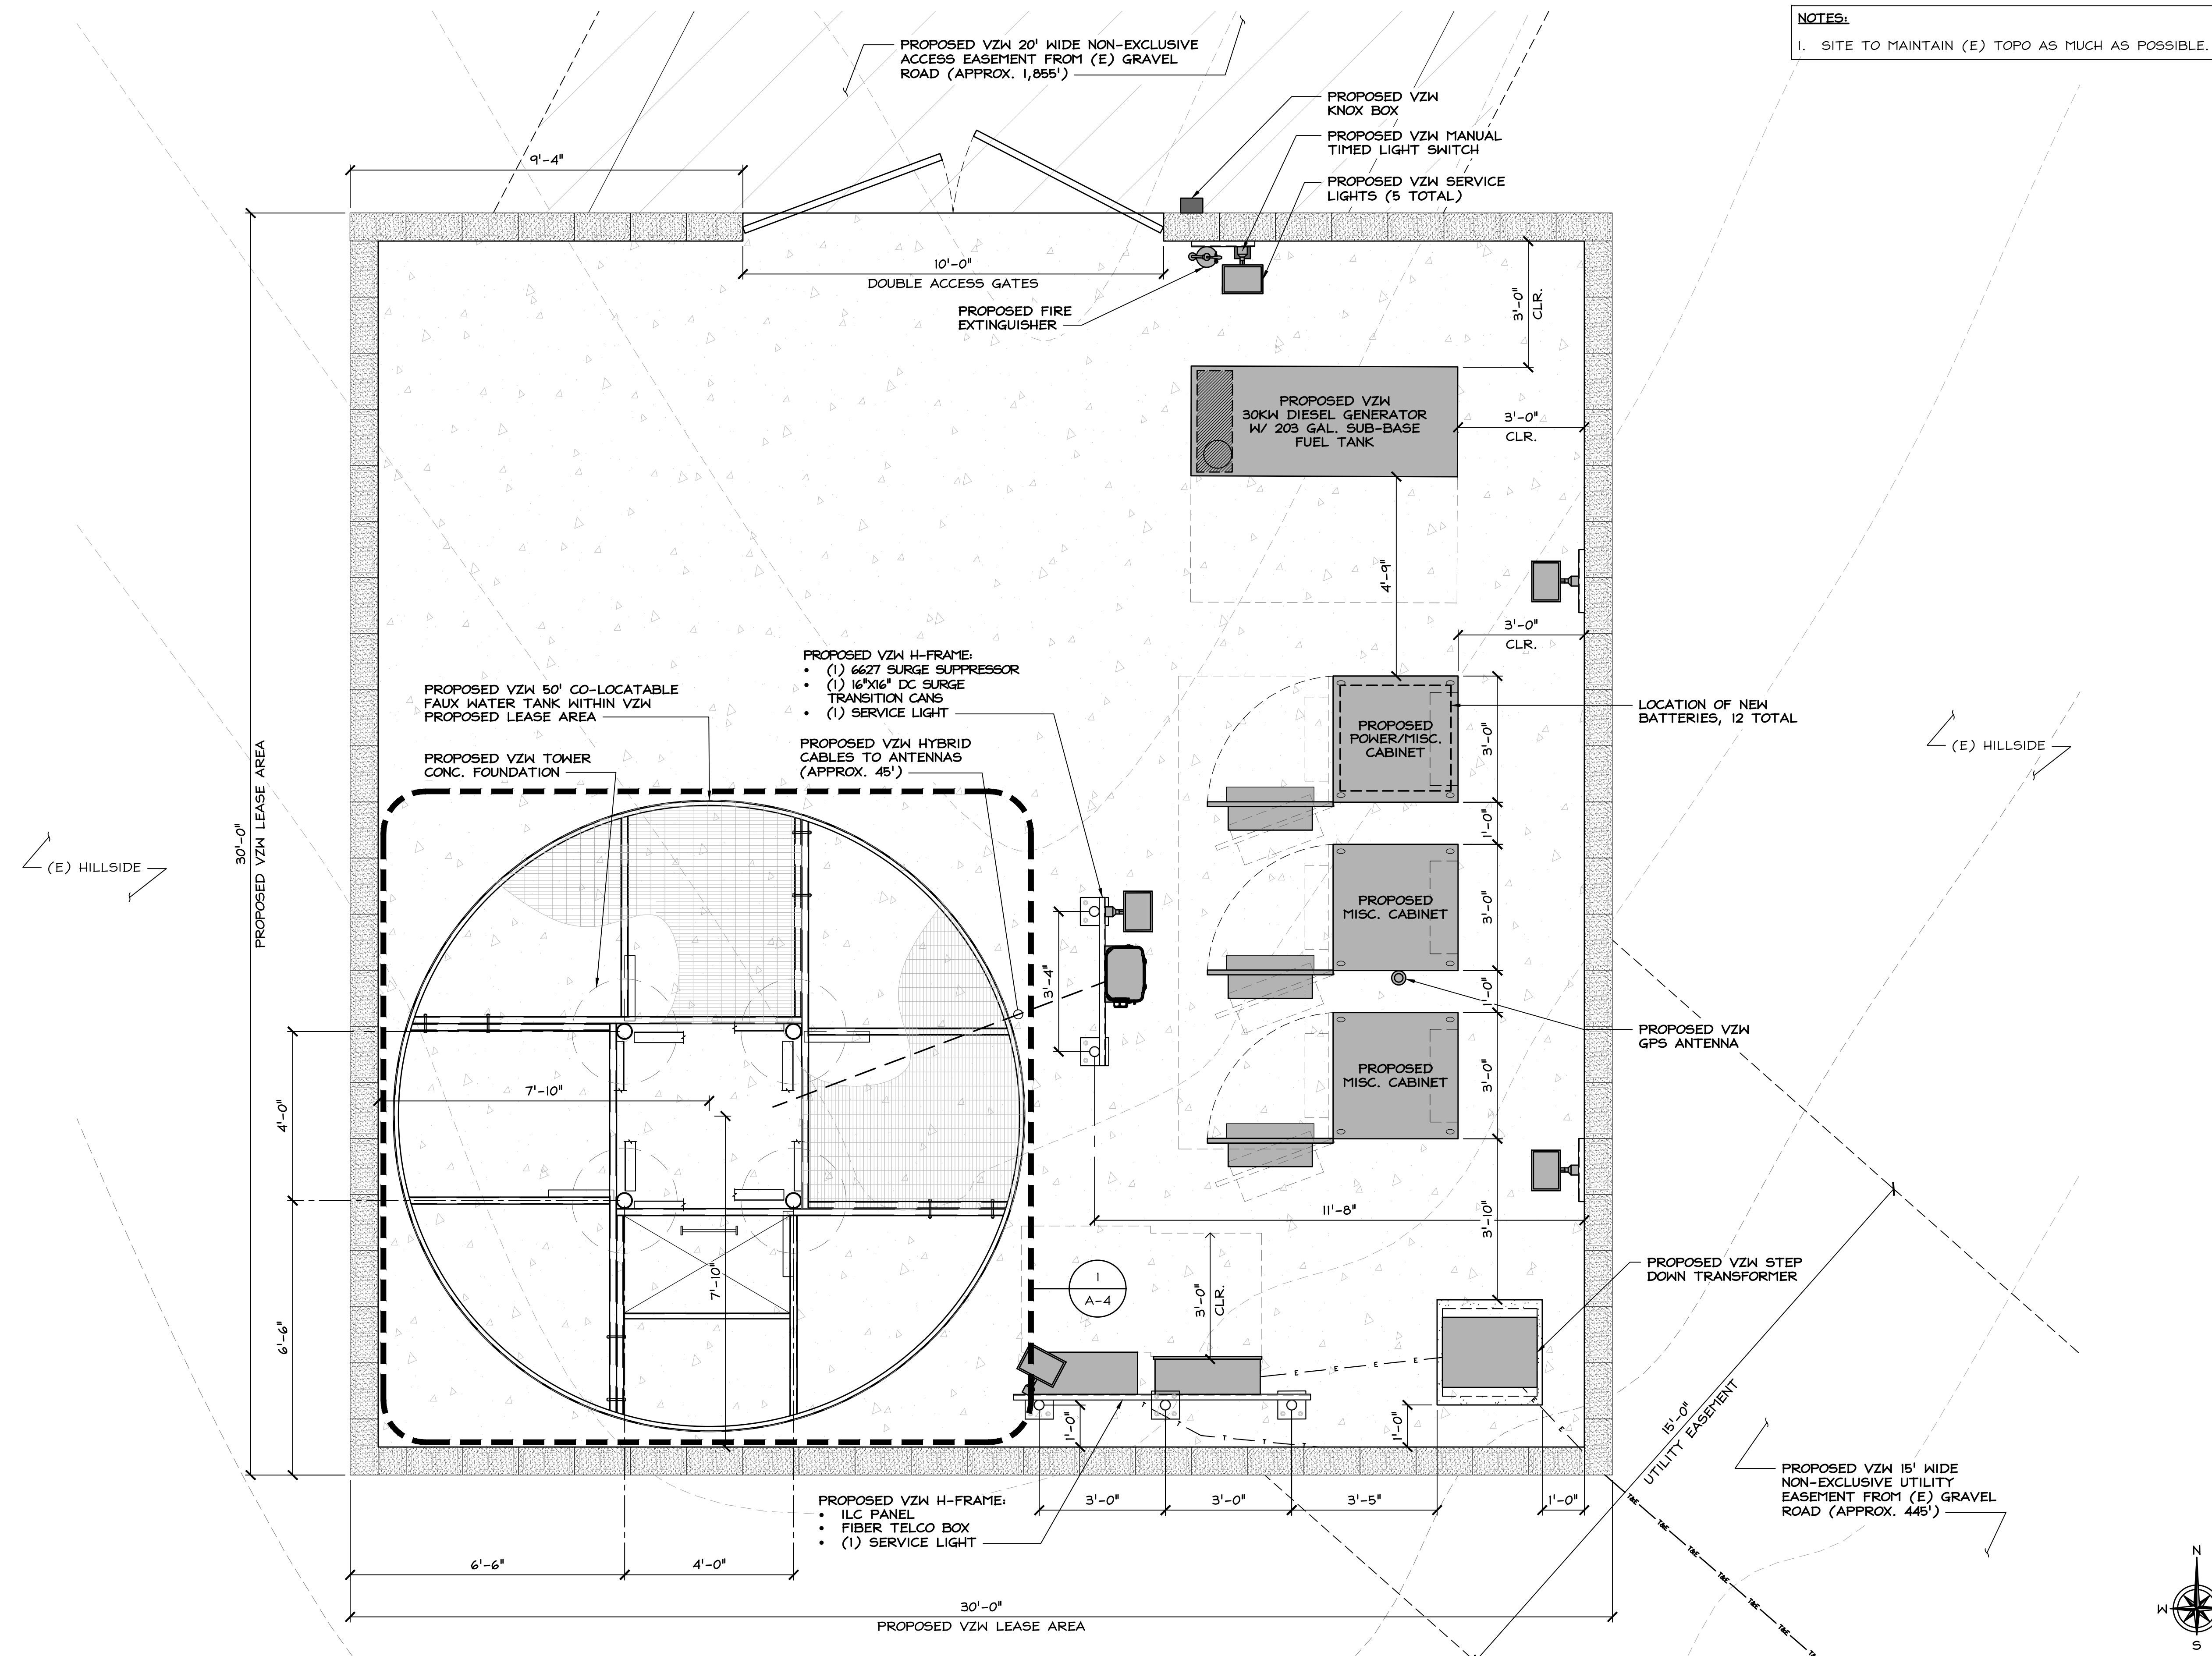 NOTES:
1. SITE TO MAINTAIN (E) TOPO AS MUCH AS POSSIBLE.
PROPOSED VZW 20' WIDE NON-EXCLUSIVE
ACCESS EASEMENT FROM (E) GRAVEL
ROAD (APPROX. 1,855')
PROPOSED VZW
KNOX BOX
PROPOSED VZW MANUAL
TIMED LIGHT SWITCH
PROPOSED VZW SERVICE
LIGHTS (5 TOTAL)
9'-4"
10'-0"
DOUBLE ACCESS GATES
PROPOSED FIRE
EXTINGUISHER
3'-0"
CLR.
PROPOSED VZW
30KW DIESEL GENERATOR
W/ 203 GAL. SUB-BASE
FUEL TANK
3'-0"
CLR.
4'-9"
3'-0"
CLR.
PROPOSED VZW H-FRAME:
• (1) 6627 SURGE SUPPRESSOR
• (1) 16"X16" DC SURGE
TRANSITION CANS
• (1) SERVICE LIGHT
PROPOSED VZW 50' CO-LOCATABLE
FAUX WATER TANK WITHIN VZW
PROPOSED LEASE AREA
PROPOSED VZW HYBRID
CABLES TO ANTENNAS
(APPROX. 45')
PROPOSED VZW TOWER
CONC. FOUNDATION
PROPOSED
POWER/MISC.
CABINET
3'-0"
LOCATION OF NEW
BATTERIES, 12 TOTAL
(E) HILLSIDE
1'-0"
30'-0"
PROPOSED VZW LEASE AREA
(E) HILLSIDE
PROPOSED
MISC. CABINET
3'-0"
3'-4"
1'-0"
PROPOSED VZW
GPS ANTENNA
PROPOSED
MISC. CABINET
3'-0"
7'-10"
4'-0"
11'-8"
3'-10"
7'-10"
1
A-4
3'-0"
CLR.
PROPOSED VZW STEP
DOWN TRANSFORMER
6'-6"
E E E E
E
T T
T T T
1'-0"
1'-0"
15'-0"
UTILITY EASEMENT
PROPOSED VZW 15' WIDE
NON-EXCLUSIVE UTILITY
EASEMENT FROM (E) GRAVEL
ROAD (APPROX. 445')
PROPOSED VZW H-FRAME:
• ILC PANEL
• FIBER TELCO BOX
• (1) SERVICE LIGHT
3'-0"
3'-0"
3'-5"
1'-0"
T&E
T&E
T&E
T&E
T&E
6'-6"
4'-0"
30'-0"
PROPOSED VZW LEASE AREA
N
W
S